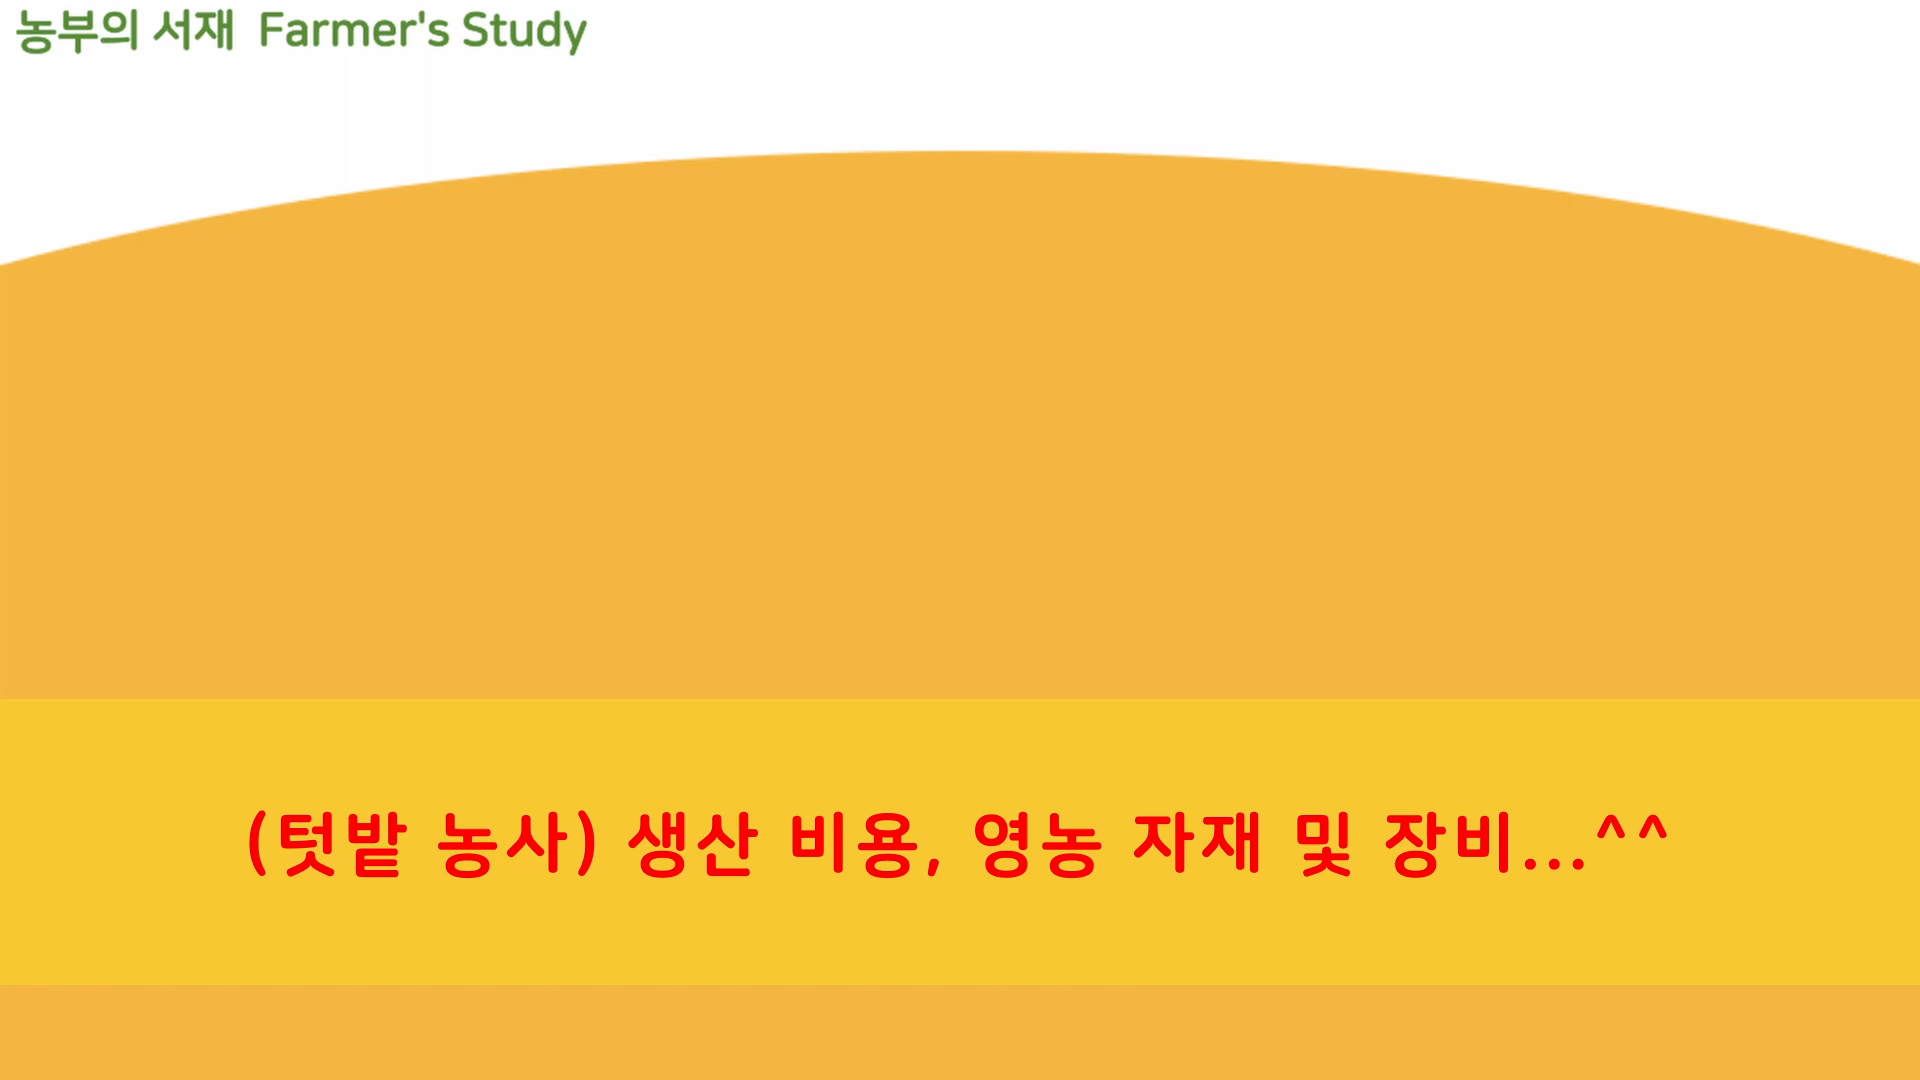 농부의 서재 Farmer's Study
(텃밭 농사) 생산 비용, 영농 자재 및 장비...^^